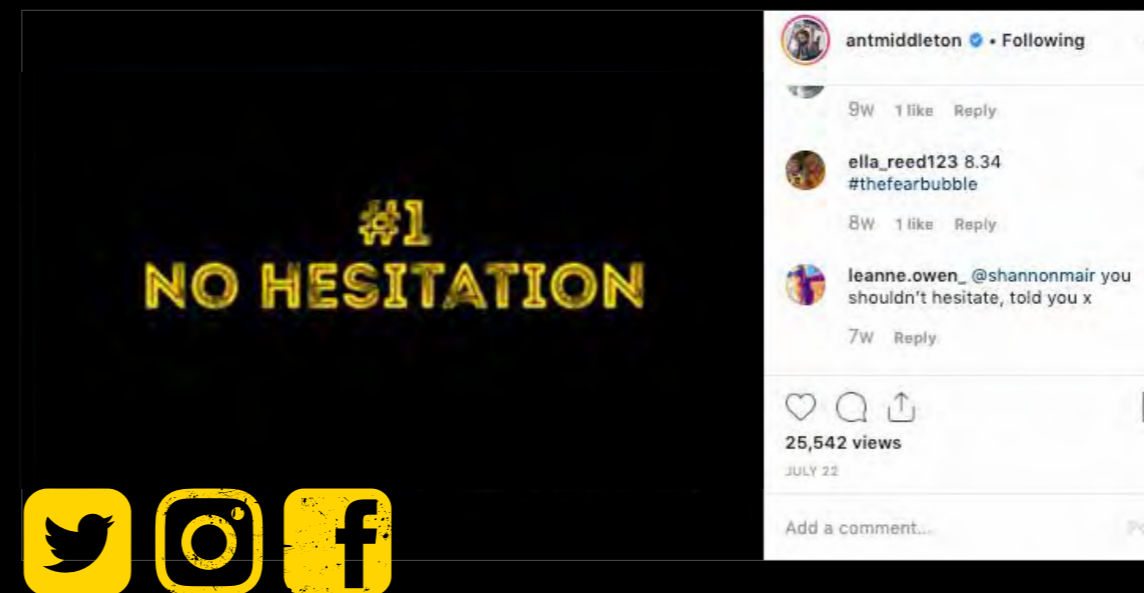 #1
NO HESITATION
antmiddleton • Following
9w 1 like Reply
ella_reed123 8.34
#thefearbubble
8w 1 like Reply
leanne.owen_ @shannonmair you
shouldn't hesitate, told you x
7w Reply
25,542 views
JULY 22
Add a comment...